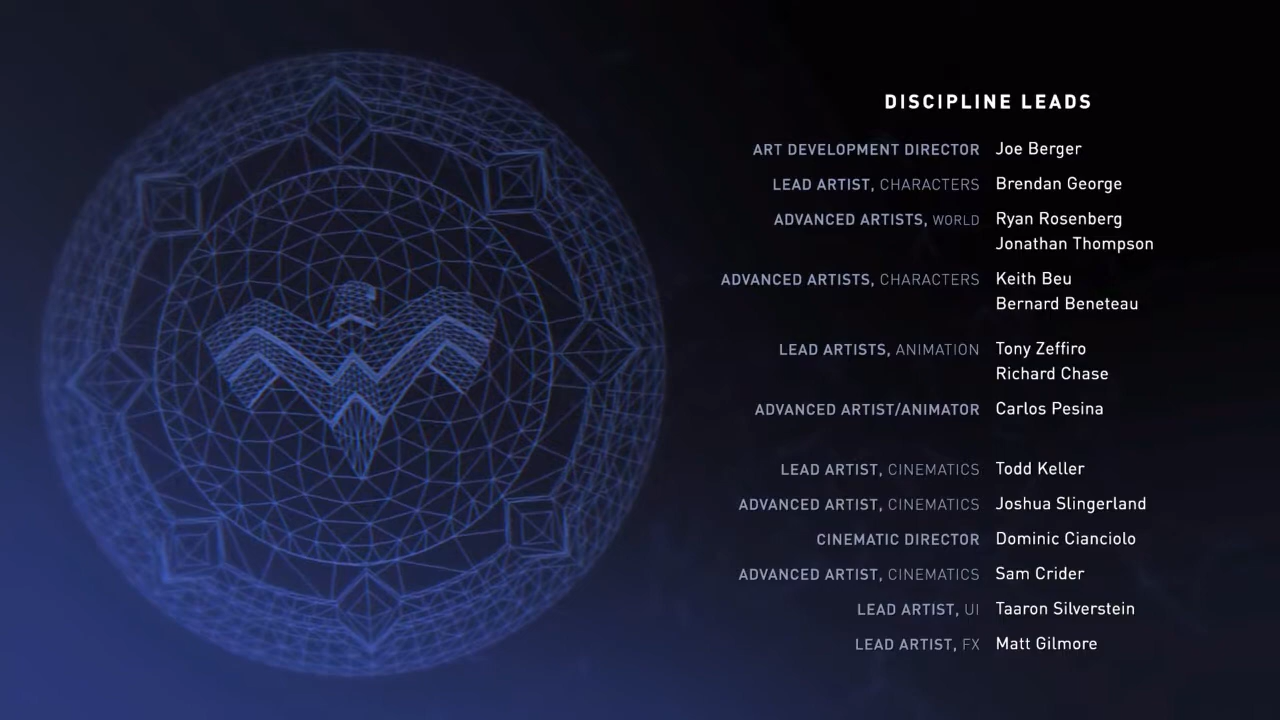 DISCIPLINE LEADS
ART DEVELOPMENT DIRECTOR Joe Berger
LEAD ARTIST, CHARACTERS Brendan George
ADVANCED ARTISTS, WORLD Ryan Rosenberg
Jonathan Thompson
ADVANCED ARTISTS, CHARACTERS Keith Beu
Bernard Beneteau
LEAD ARTISTS, ANIMATION Tony Zeffiro
Richard Chase
ADVANCED ARTIST/ANIMATOR Carlos Pesina
LEAD ARTIST, CINEMATICS Todd Keller
ADVANCED ARTIST, CINEMATICS Joshua Slingerland
CINEMATIC DIRECTOR Dominic Cianciolo
ADVANCED ARTIST, CINEMATICS Sam Crider
LEAD ARTIST, UI Taaron Silverstein
LEAD ARTIST, FX Matt Gilmore